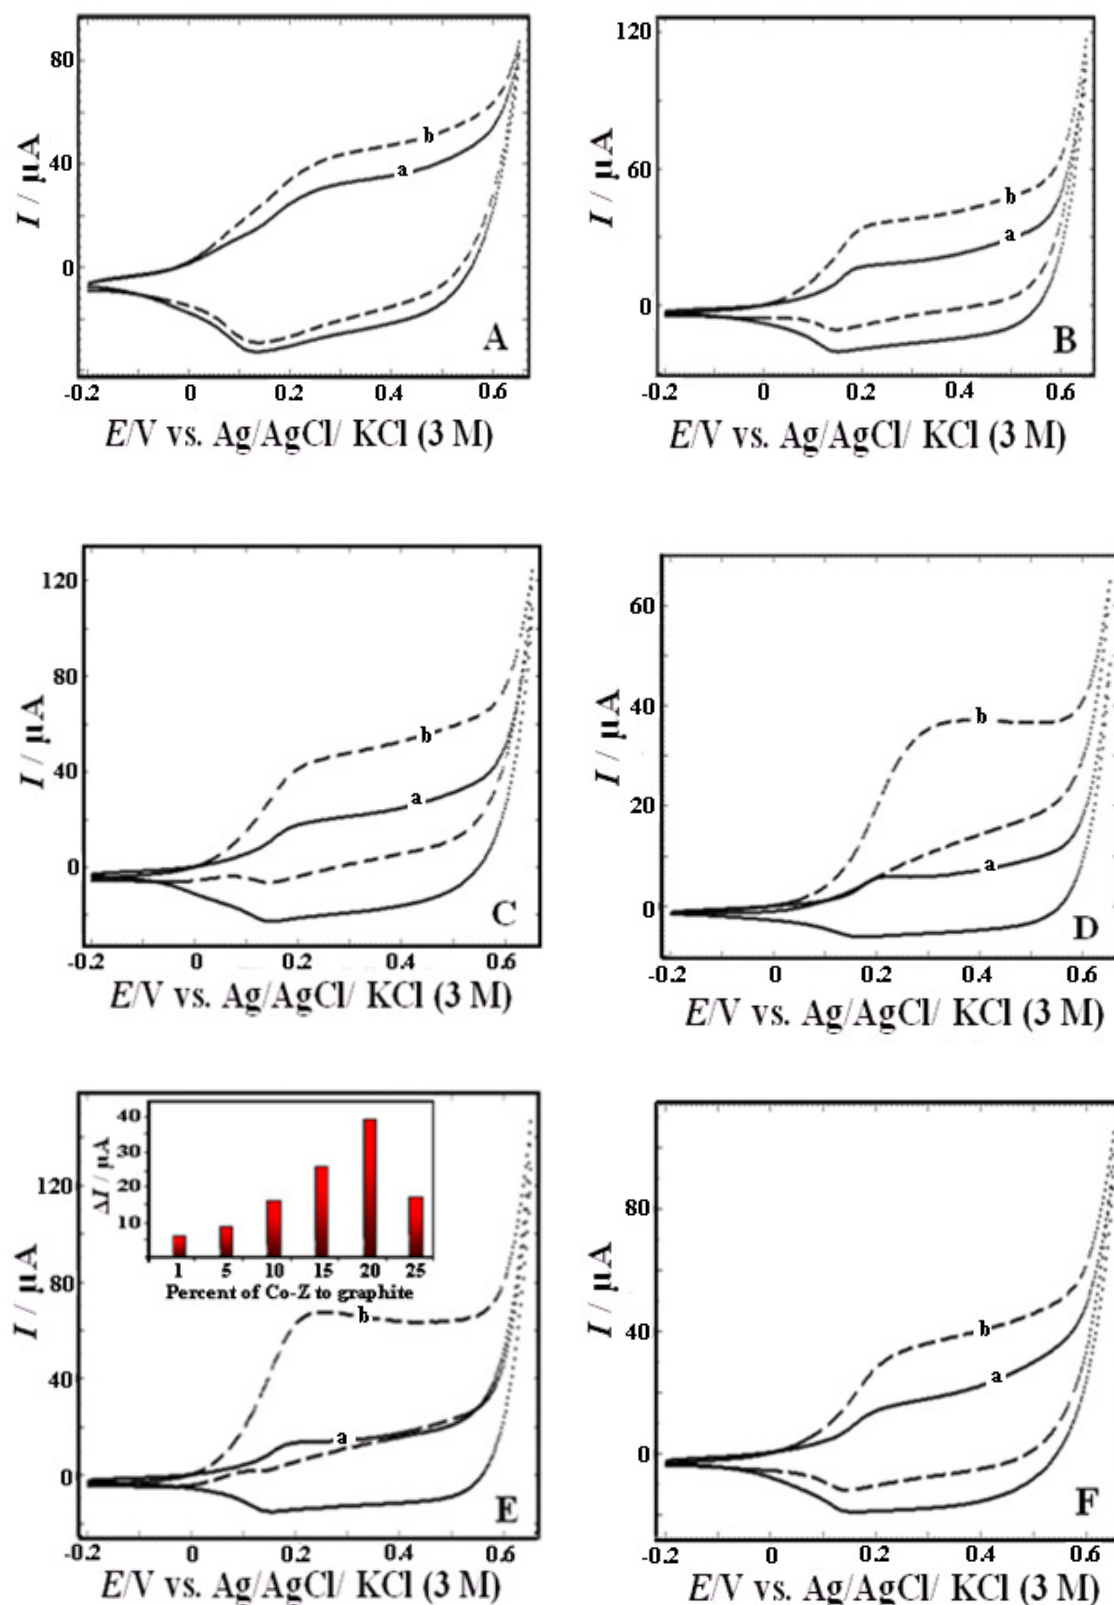 80
40
0
I / µA
b
a
A
-0.2 0 0.2 0.4 0.6
E/V vs. Ag/AgCl/ KCl (3 M)
120
60
0
I / µA
b
a
B
-0.2 0 0.2 0.4 0.6
E/V vs. Ag/AgCl/ KCl (3 M)
120
80
40
0
I / µA
b
a
C
-0.2 0 0.2 0.4 0.6
E/V vs. Ag/AgCl/ KCl (3 M)
60
40
20
0
I / µA
b
a
D
-0.2 0 0.2 0.4 0.6
E/V vs. Ag/AgCl/ KCl (3 M)
120
80
40
0
I / µA
40
30
20
10
ΔI / µA
1 5 10 15 20 25
Percent of Co-Z to graphite
b
a
E
-0.2 0 0.2 0.4 0.6
E/V vs. Ag/AgCl/ KCl (3 M)
80
40
0
I / µA
b
a
F
-0.2 0 0.2 0.4 0.6
E/V vs. Ag/AgCl/ KCl (3 M)